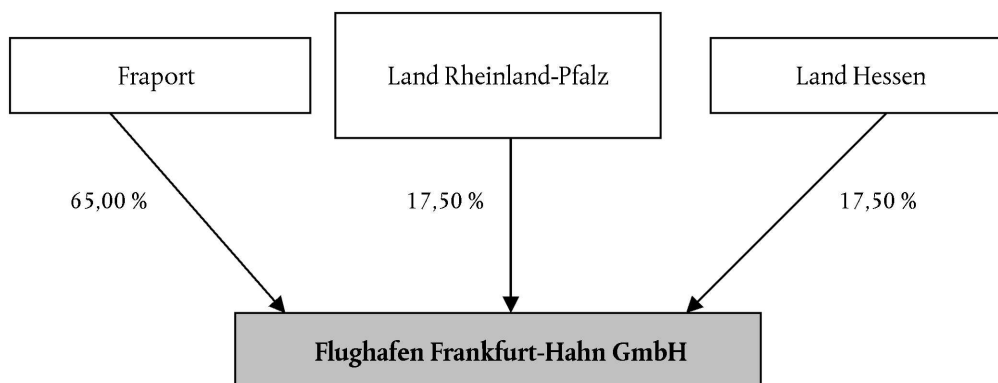 Fraport
Land Rheinland-Pfalz
Land Hessen
65,00 %
17,50 %
17,50 %
Flughafen Frankfurt-Hahn GmbH